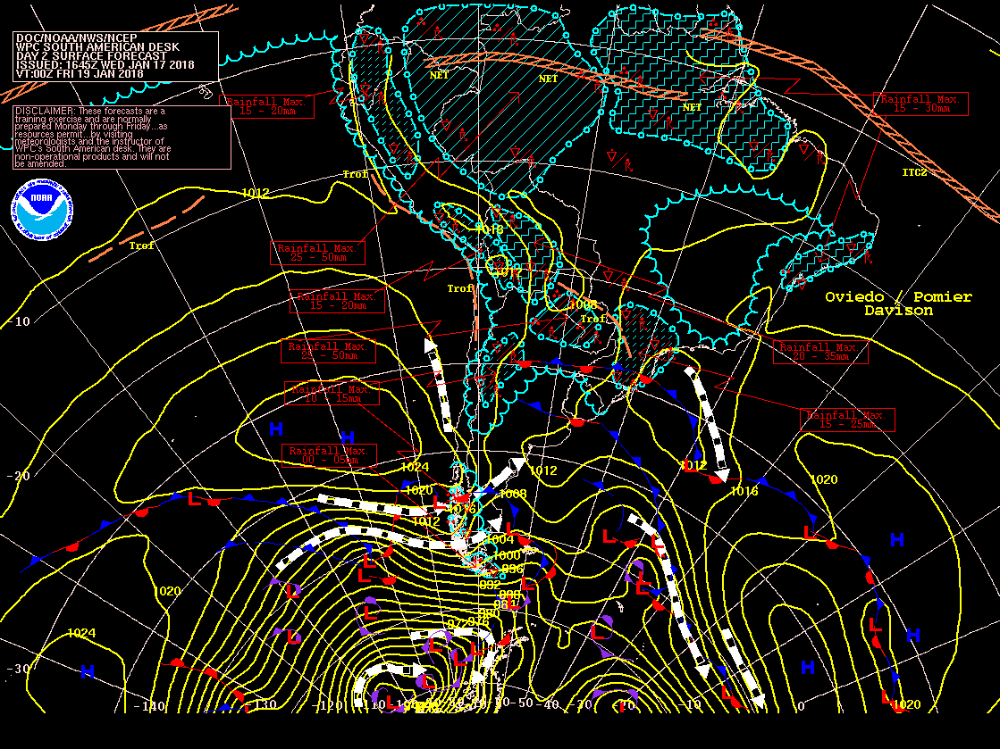 DOC/NOAA/NWS/NCEP
WPC SOUTH AMERICAN DESK
DAY 2 SURFACE FORECAST
ISSUED: 1645Z WED JAN 17 2018
VT:00Z FRI 19 JAN 2018
DISCLAIMER: These forecasts are a
training exercise and are normally
prepared Monday through Friday...as
resources permit...by visiting
meteorologists and the instructor of
WPC's South American desk. They are
non-operational products and will not
be amended.
NOAA
NET
NET
NET
Rainfall Max.
15 - 20mm
Rainfall Max.
15 - 30mm
ITCZ
Trof
1012
Trof
1016
Rainfall Max.
25 - 50mm
Trof
Oviedo / Pomier
Davison
Rainfall Max.
15 - 20mm
1008
Trof
10
Rainfall Max.
25 - 50mm
Rainfall Max.
20 - 35mm
Rainfall Max.
10 - 15mm
Rainfall Max.
15 - 25mm
H
H
Rainfall Max.
00 - 05mm
1024
1012
1012
L
-20
1020
1008
1016
1020
L
L
1016
1012
H
L
L
L
L
1004
1000
L
996
L
L
L
992
L
1020
L
988
L
L
980
L
976
972
1024
L
L
H
L
L
L
-30
H
H
L
L
L
L
-140
-130
-120
-50
-40
-30
-10
-10
0
1020